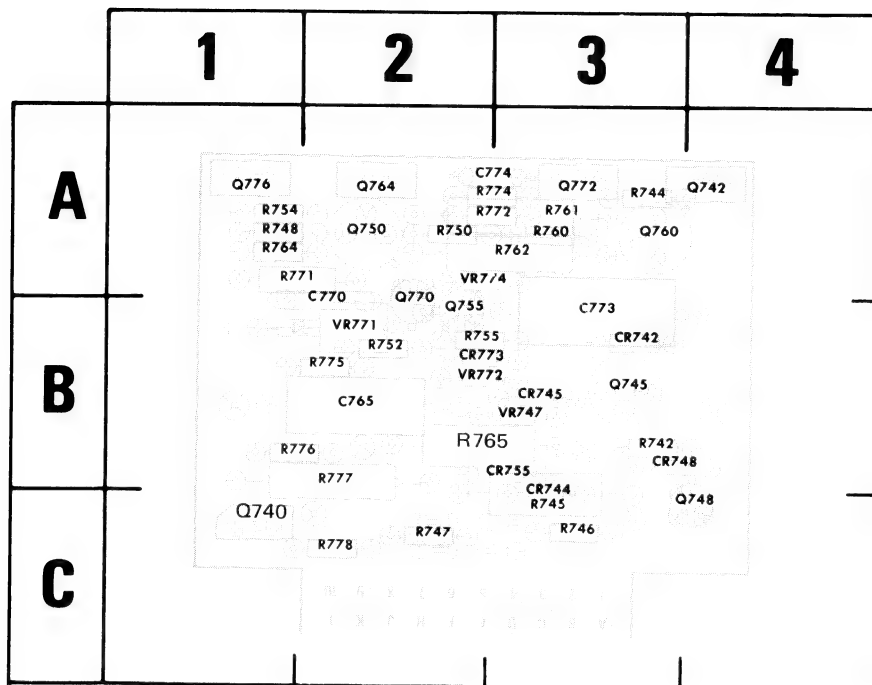 1 2 3 4
A
C774
Q776 Q764 R774 Q772 R744 Q742
R754 R772 R761
R748 Q750 R750 R760 Q760
R764 R762
R771 VR774
C770 Q770 Q755 C773
B
VR771 R755 CR742
R752 CR773
R775 VR772 Q745
C765 CR745
VR747
R776 R765 R742
CR755 CR748
R777 CR744 Q748
C
Q740 R745
R778 R747 R746